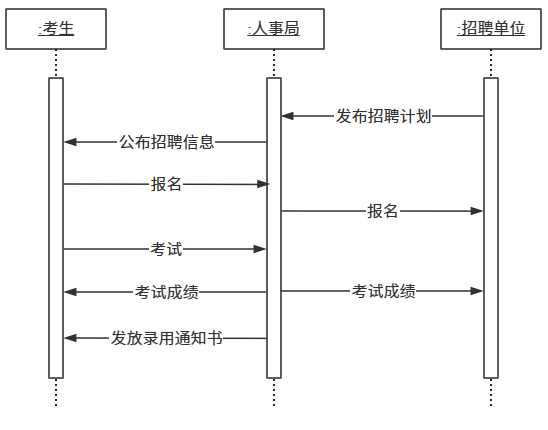 :考生
:人事局
:招聘单位
发布招聘计划
公布招聘信息
报名
报名
考试
考试成绩
考试成绩
发放录用通知书